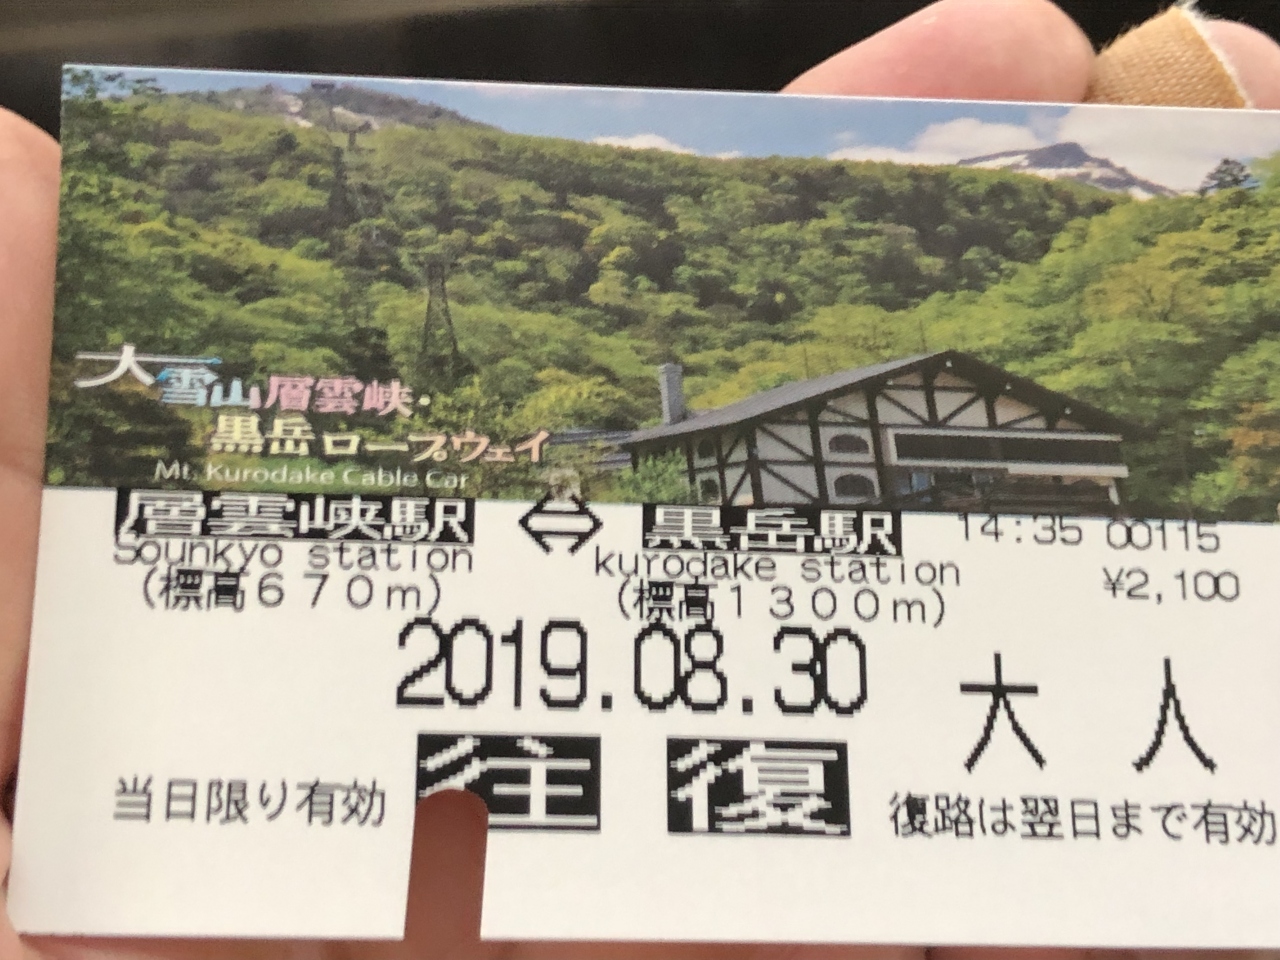 大雪山層雲峡・
黒岳ロープウェイ
Mt. Kurodake Cable Car
層雲峡駅 ⇔ 黒岳駅 14:35 00115
Sounkyo station kurodake station ¥2,100
(標高670m) (標高1300m)
2019.08.30 大人
当日限り有効 往復 復路は翌日まで有効